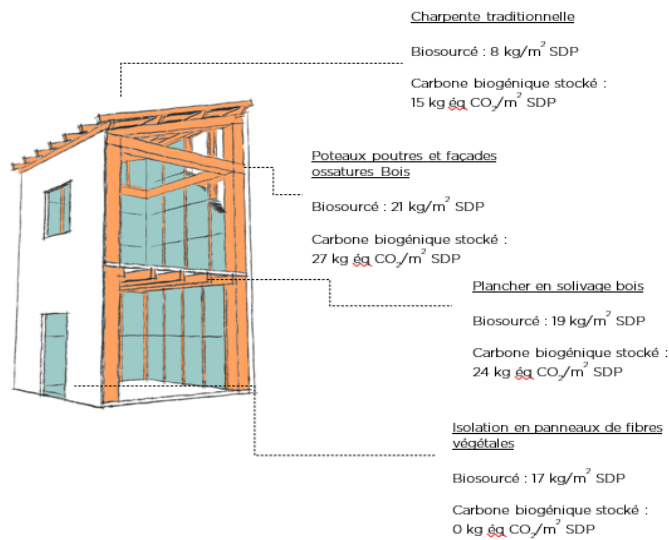 Charpente traditionnelle
Biosourcé : 8 kg/m² SDP
Carbone biogénique stocké :
15 kg éq CO₂/m² SDP
Poteaux poutres et façades
ossatures Bois
Biosourcé : 21 kg/m² SDP
Carbone biogénique stocké :
27 kg éq CO₂/m² SDP
Plancher en solivage bois
Biosourcé : 19 kg/m² SDP
Carbone biogénique stocké :
24 kg éq CO₂/m² SDP
Isolation en panneaux de fibres
végétales
Biosourcé : 17 kg/m² SDP
Carbone biogénique stocké :
0 kg éq CO₂/m² SDP